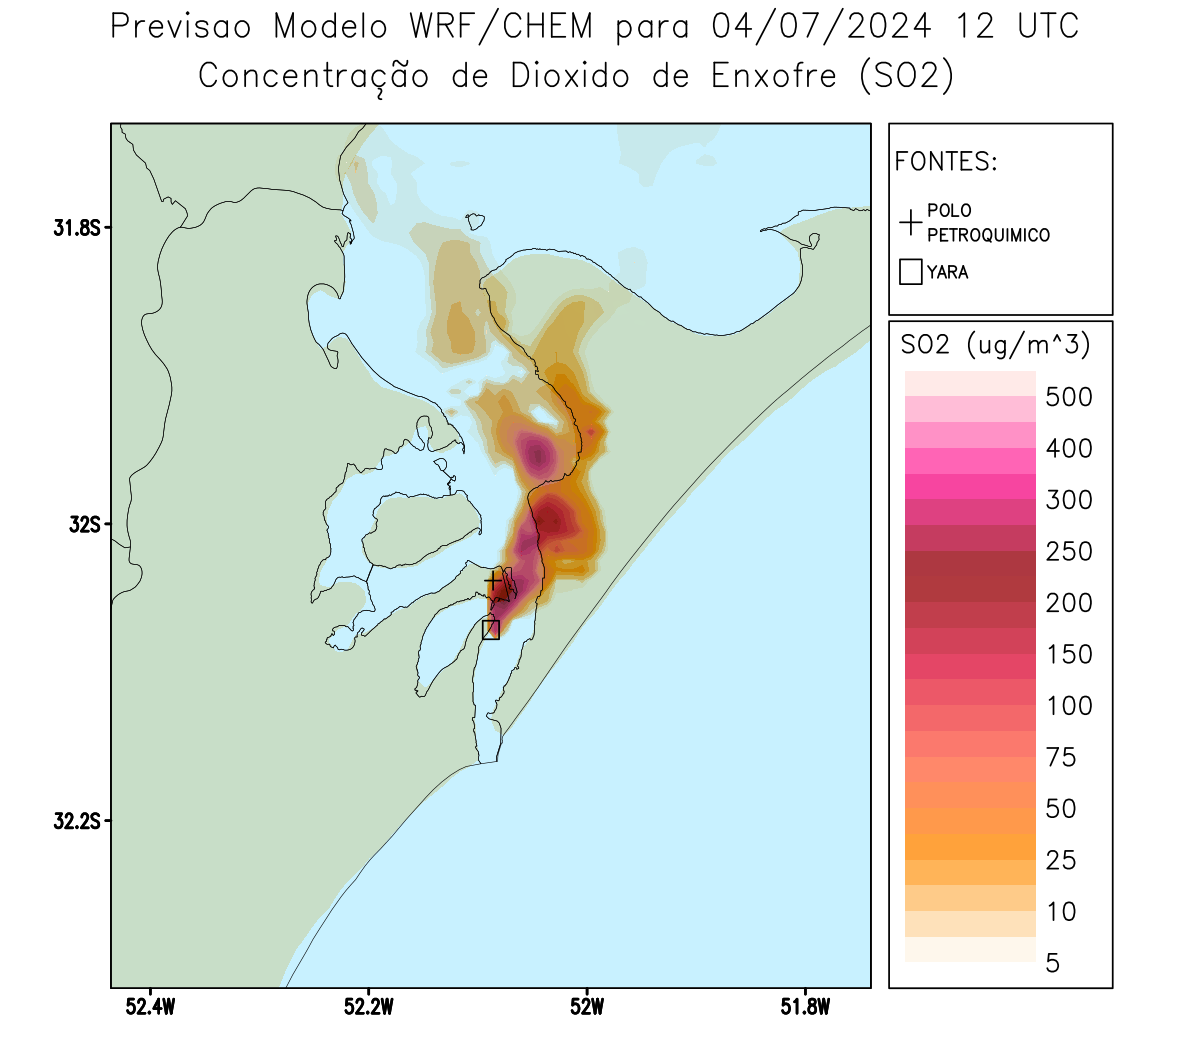 Previsao Modelo WRF/CHEM para 04/07/2024 12 UTC
Concentração de Dioxido de Enxofre (SO2)
FONTES:
POLO
PETROQUIMICO
YARA
SO2 (ug/m^3)
500
400
300
250
200
150
100
75
50
25
10
5
31.8S
32S
32.2S
52.4W
52.2W
52W
51.8W